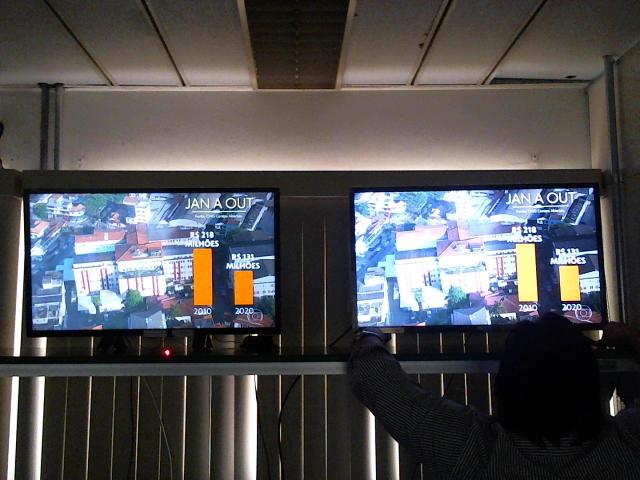 JAN A OUT
R$ 218
MILHÕES
R$ 131
MILHÕES
2010
2020
JAN A OUT
R$ 218
MILHÕES
R$ 131
MILHÕES
2010
2020